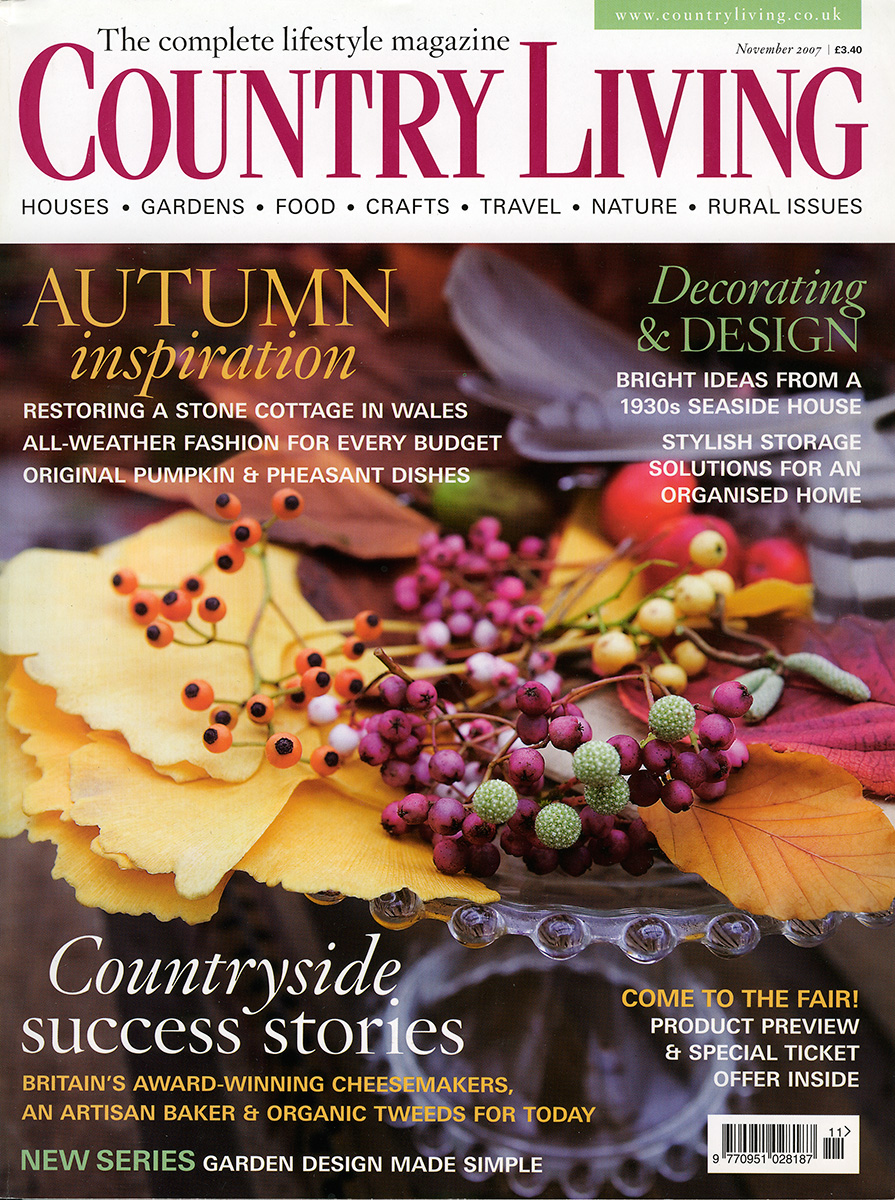 www.countryliving.co.uk
The complete lifestyle magazine
November 2007 | £3.40
COUNTRY LIVING
HOUSES • GARDENS • FOOD • CRAFTS • TRAVEL • NATURE • RURAL ISSUES
AUTUMN
inspiration
RESTORING A STONE COTTAGE IN WALES
ALL-WEATHER FASHION FOR EVERY BUDGET
ORIGINAL PUMPKIN & PHEASANT DISHES
Decorating
& DESIGN
BRIGHT IDEAS FROM A
1930s SEASIDE HOUSE
STYLISH STORAGE
SOLUTIONS FOR AN
ORGANISED HOME
Countryside
success stories
BRITAIN'S AWARD-WINNING CHEESEMAKERS,
AN ARTISAN BAKER & ORGANIC TWEEDS FOR TODAY
NEW SERIES GARDEN DESIGN MADE SIMPLE
COME TO THE FAIR!
PRODUCT PREVIEW
& SPECIAL TICKET
OFFER INSIDE
11>
9 770951 028187